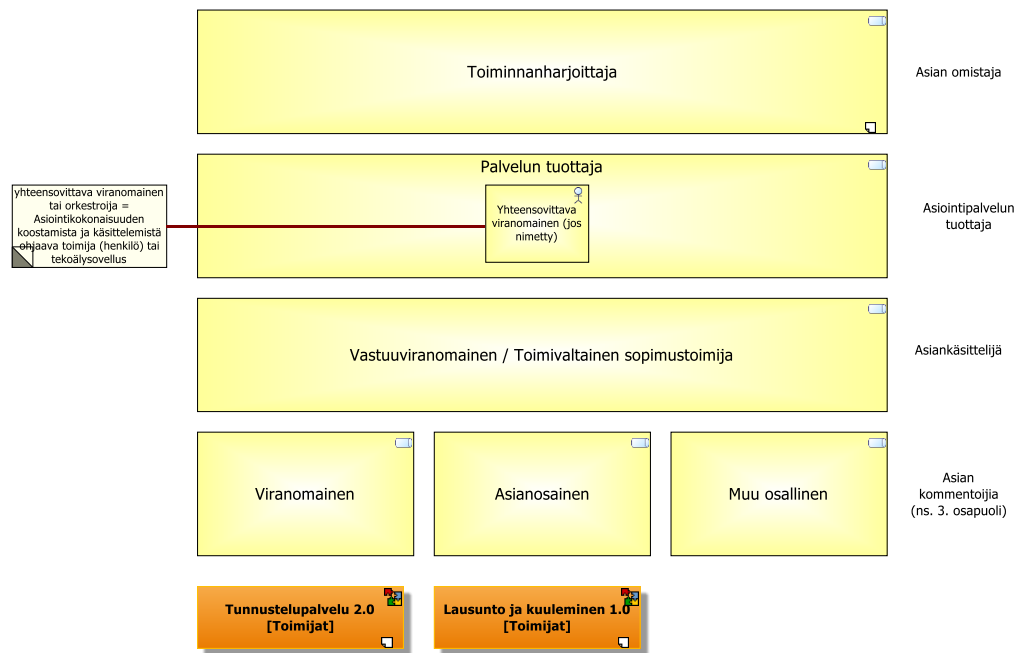 Toiminnanharjoittaja
Asian omistaja
Palvelun tuottaja
yhteensovittava viranomainen
tai orkestroija =
Asiointikokonaisuuden
koostamista ja käsittelemistä
ohjaava toimija (henkilö) tai
tekoälysovellus
Yhteensovittava
viranomainen (jos
nimetty)
Asiointipalvelun
tuottaja
Vastuuviranomainen / Toimivaltainen sopimustoimija
Asiankäsittelijä
Viranomainen
Asianosainen
Muu osallinen
Asian
kommentoijia
(ns. 3. osapuoli)
Tunnustelupalvelu 2.0
[Toimijat]
Lausunto ja kuuleminen 1.0
[Toimijat]